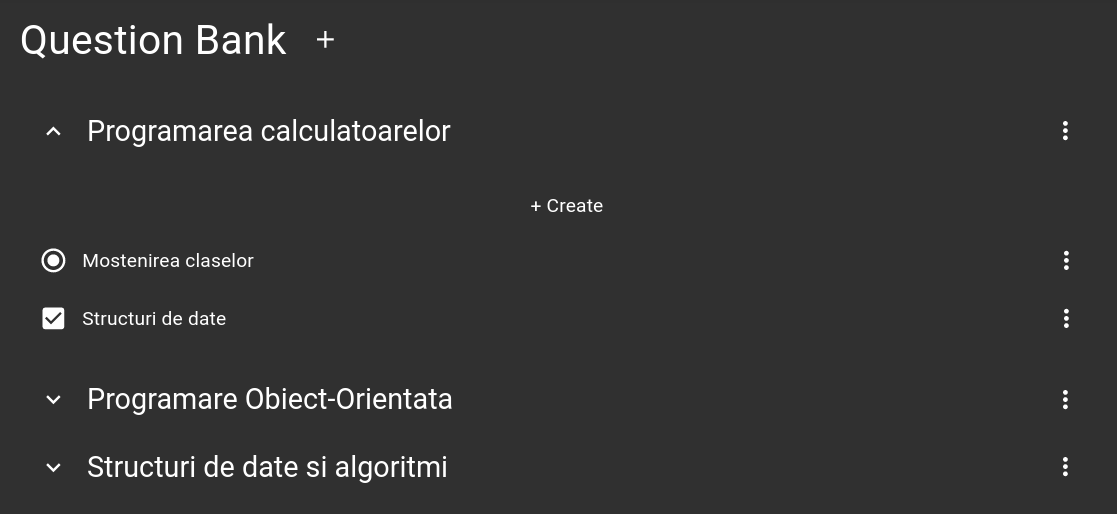 Question Bank +
Programarea calculatoarelor
+ Create
Mostenirea claselor
Structuri de date
Programare Obiect-Orientata
Structuri de date si algoritmi